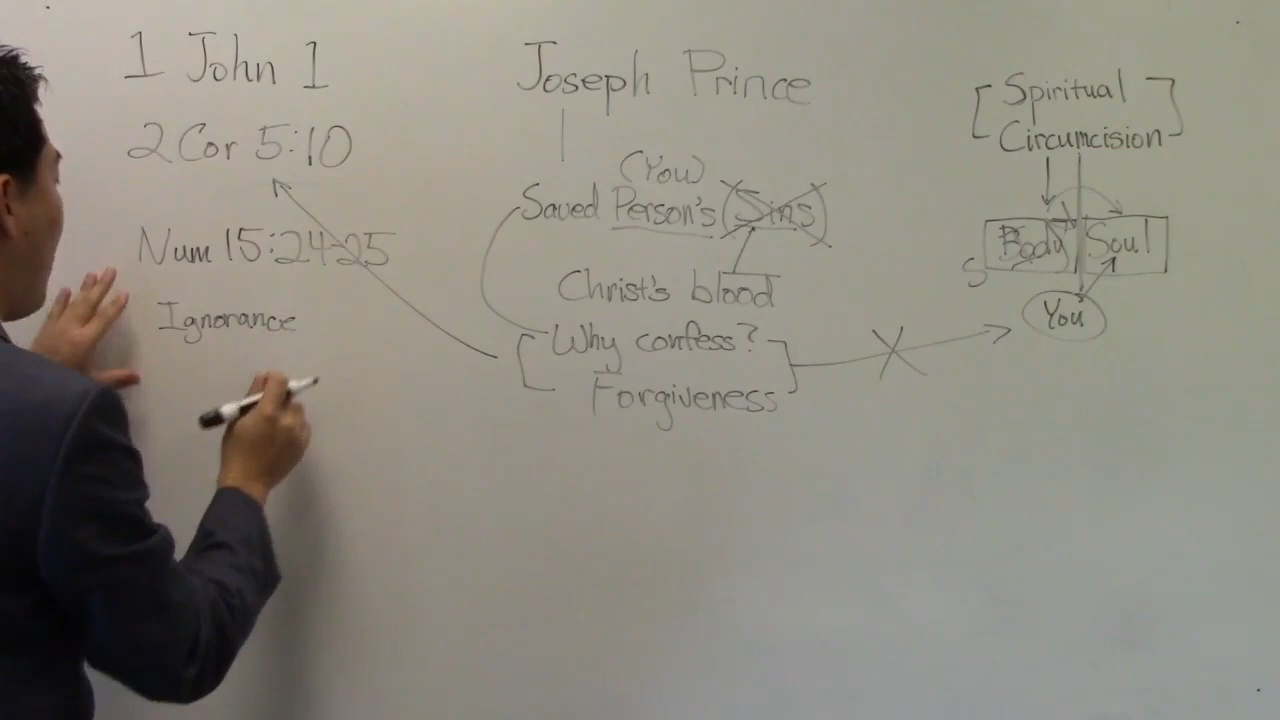 1 John 1
2 Cor 5:10
Num 15:24-25
Ignorance
Joseph Prince
(You)
Saved Person's (Sins)
Christ's blood
Why confess?
Forgiveness
[Spiritual
Circumcision]
Body Soul
S
You